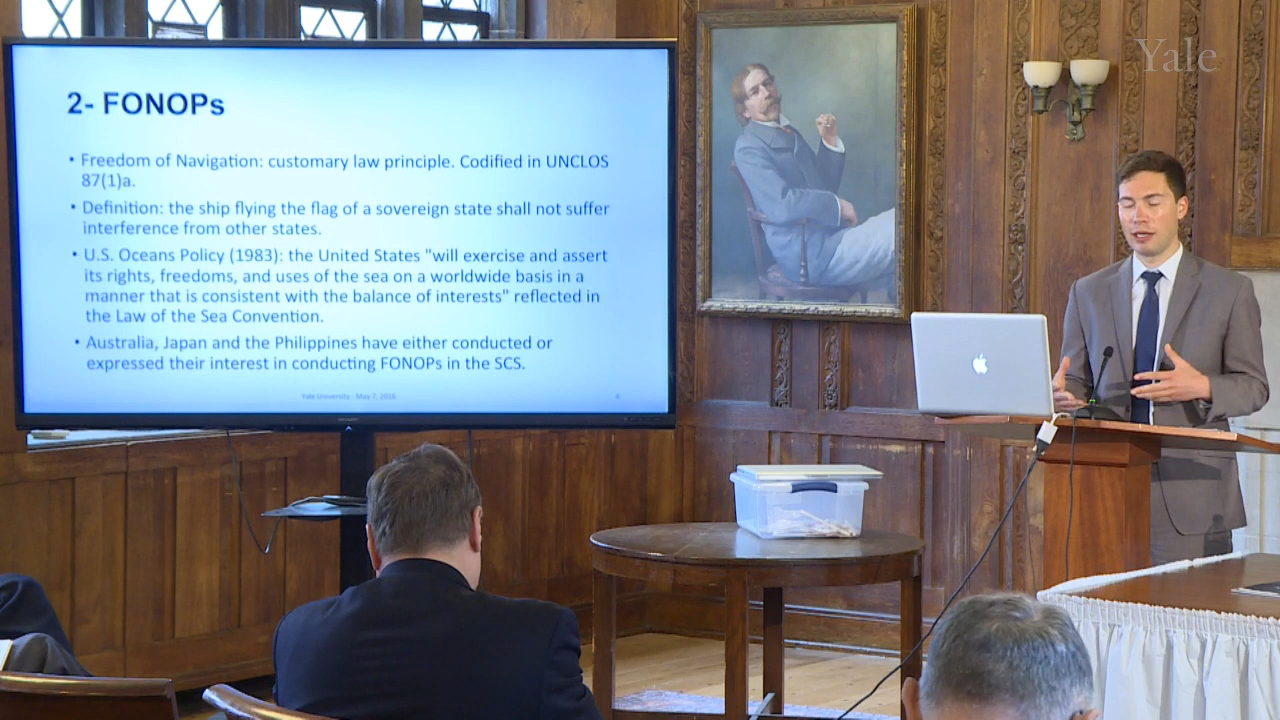 Yale
2- FONOPs
• Freedom of Navigation: customary law principle. Codified in UNCLOS
87(1)a.
• Definition: the ship flying the flag of a sovereign state shall not suffer
interference from other states.
• U.S. Oceans Policy (1983): the United States "will exercise and assert
its rights, freedoms, and uses of the sea on a worldwide basis in a
manner that is consistent with the balance of interests" reflected in
the Law of the Sea Convention.
• Australia, Japan and the Philippines have either conducted or
expressed their interest in conducting FONOPs in the SCS.
Yale University - May 7, 2016